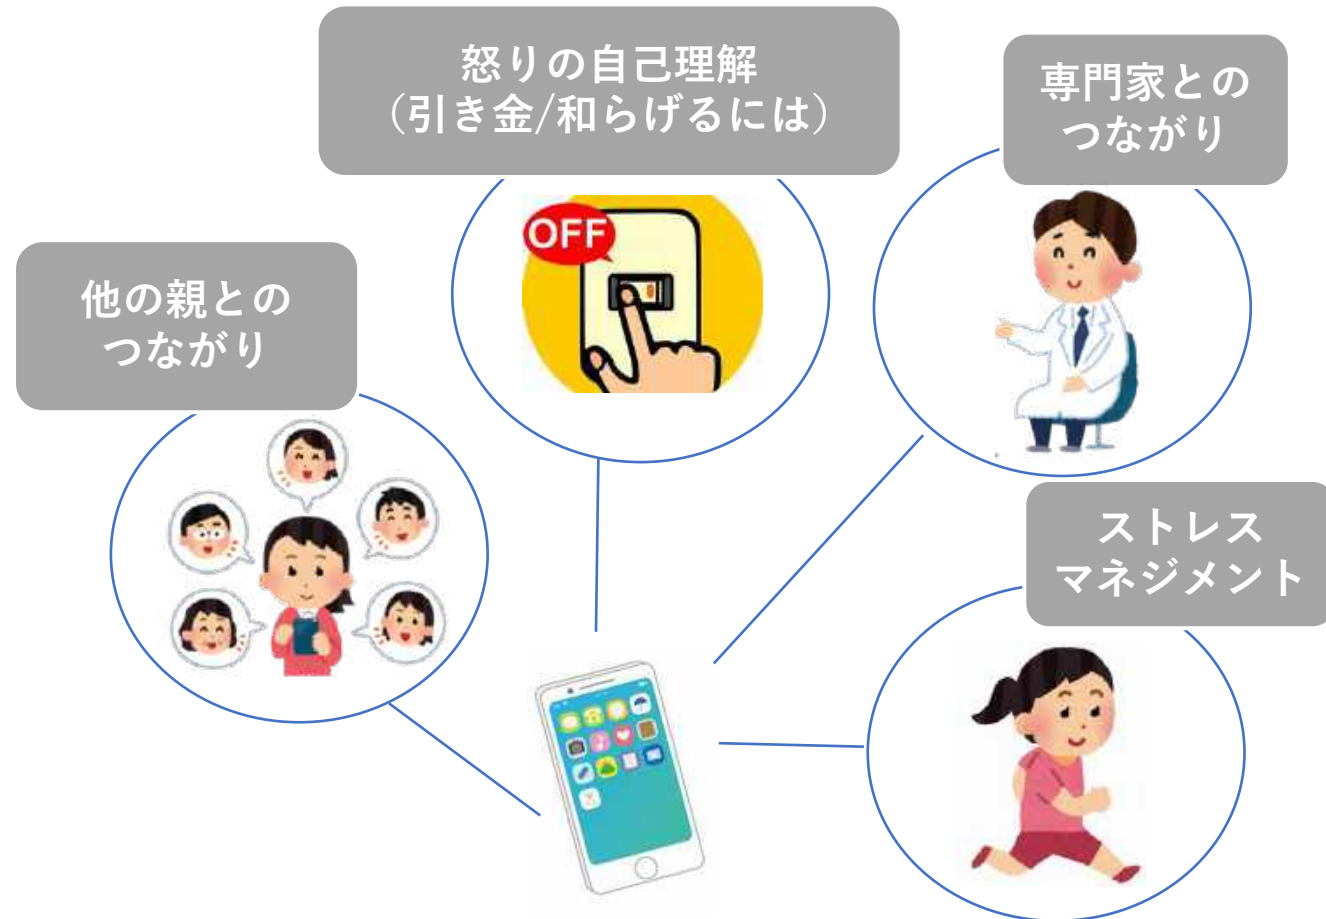 怒りの自己理解
（引き金/和らげるには）
専門家との
つながり
OFF
他の親との
つながり
ストレス
マネジメント